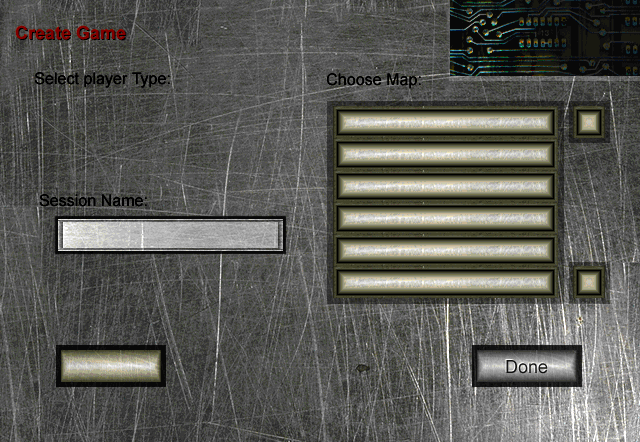 Create Game
Select player Type:
Choose Map:
Session Name:
Done